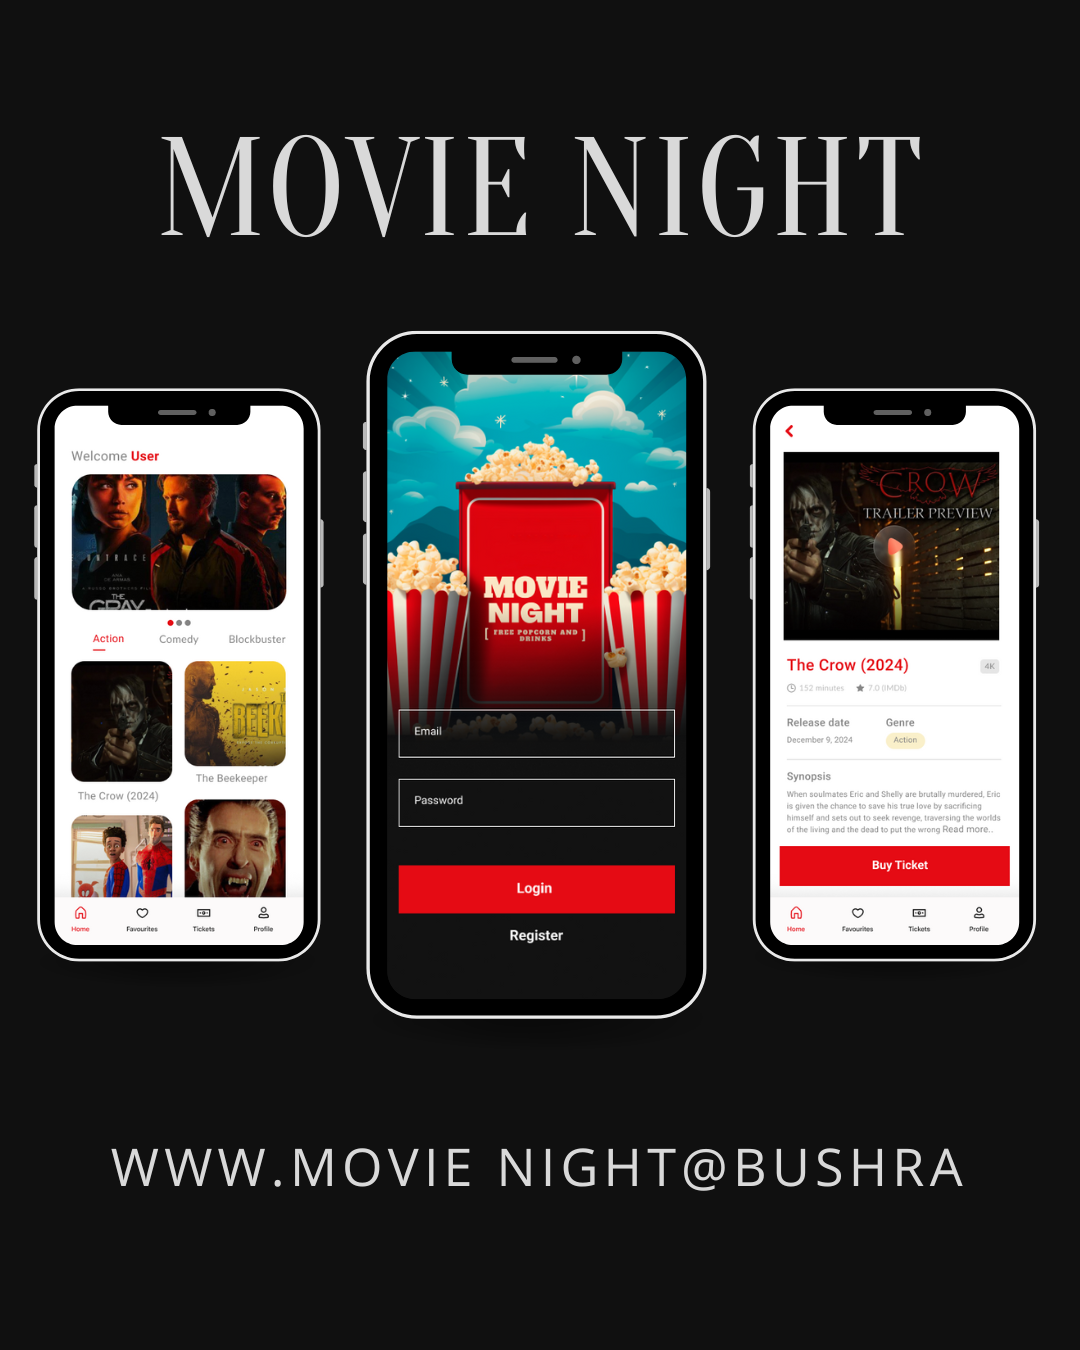 MOVIE NIGHT
Welcome User
UTRACE
ANA
DE ARMAS
THE
GRAY
Action Comedy Blockbuster
The Crow (2024)
BEEK
The Beekeeper
Home Favourites Tickets Profile
MOVIE
NIGHT
[ FREE POPCORN AND
DRINKS ]
Email
Password
Login
Register
CROW
TRAILER PREVIEW
The Crow (2024) 4K
152 minutes 7.0 (IMDb)
Release date Genre
December 9, 2024 Action
Synopsis
When soulmates Eric and Shelly are brutally murdered, Eric
is given the chance to save his true love by sacrificing
himself and sets out to seek revenge, traversing the worlds
of the living and the dead to put the wrong Read more..
Buy Ticket
Home Favourites Tickets Profile
WWW.MOVIE NIGHT@BUSHRA